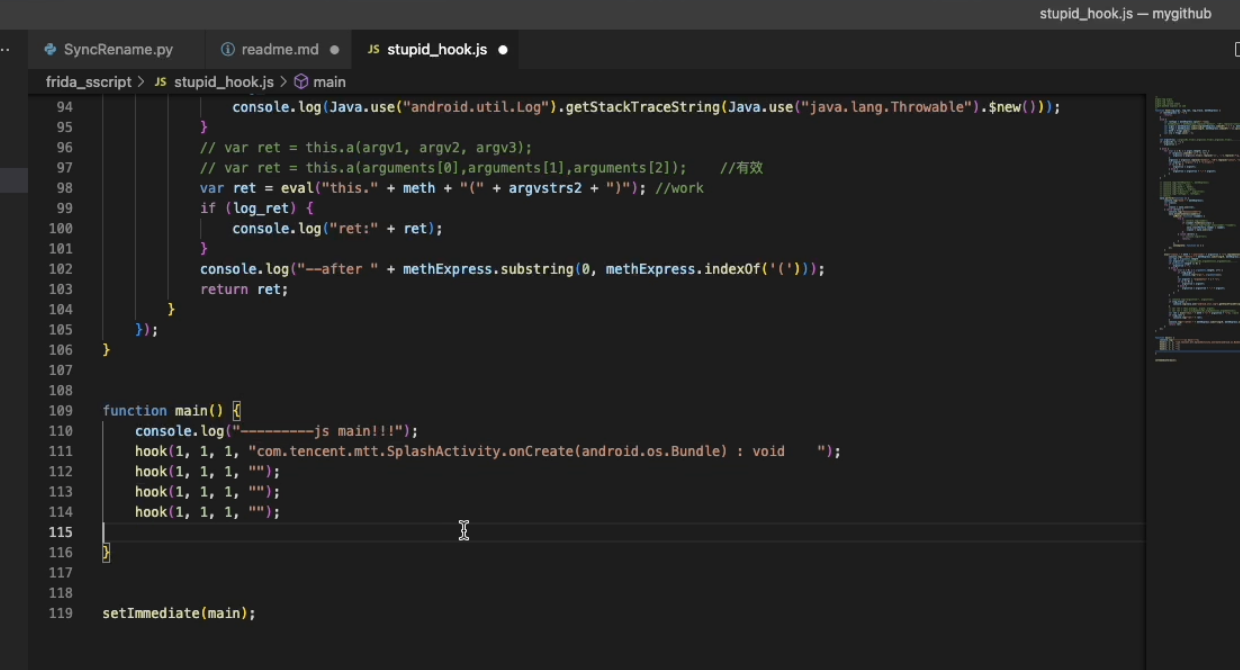 stupid_hook.js — mygithub
SyncRename.py readme.md JS stupid_hook.js
frida_sscript > JS stupid_hook.js > main
94 console.log(Java.use("android.util.Log").getStackTraceString(Java.use("java.lang.Throwable").$new()));
95 }
96 // var ret = this.a(argv1, argv2, argv3);
97 // var ret = this.a(arguments[0],arguments[1],arguments[2]); //有效
98 var ret = eval("this." + meth + "(" + argvstrs2 + ")"); //work
99 if (log_ret) {
100 console.log("ret:" + ret);
101 }
102 console.log("--after " + methExpress.substring(0, methExpress.indexOf('(')));
103 return ret;
104 }
105 });
106 }
107
108
109 function main() {
110 console.log("---------js main!!!");
111 hook(1, 1, 1, "com.tencent.mtt.SplashActivity.onCreate(android.os.Bundle) : void    ");
112 hook(1, 1, 1, "");
113 hook(1, 1, 1, "");
114 hook(1, 1, 1, "");
115
116 }
117
118
119 setImmediate(main);